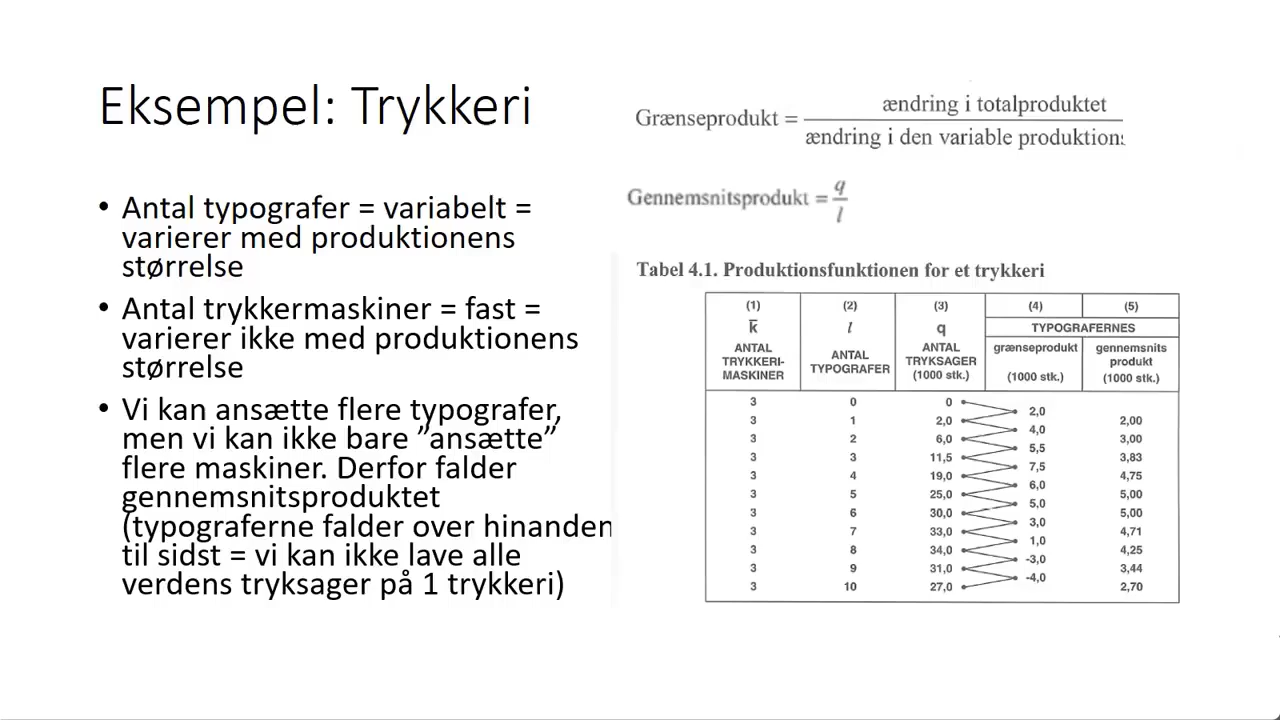 Eksempel: Trykkeri
• Antal typografer = variabelt =
varierer med produktionens
størrelse
• Antal trykkermaskiner = fast =
varierer ikke med produktionens
størrelse
• Vi kan ansætte flere typografer,
men vi kan ikke bare ”ansætte”
flere maskiner. Derfor falder
gennemsnitsproduktet
(typograferne falder over hinanden
til sidst = vi kan ikke lave alle
verdens tryksager på 1 trykkeri)
Grænseprodukt = ændring i totalproduktet
ændring i den variable produktion
Gennemsnitsprodukt = q
l
Tabel 4.1. Produktionsfunktionen for et trykkeri
(1) (2) (3) (4) (5)
k̅ l q TYPOGRAFERNES
ANTAL TRYKKERI- MASKINER ANTAL TYPOGRAFER ANTAL TRYKSAGER (1000 stk.) grænseprodukt (1000 stk.) gennemsnits produkt (1000 stk.)
3 0 0
2,0
3 1 2,0 2,00
4,0
3 2 6,0 3,00
5,5
3 3 11,5 3,83
7,5
3 4 19,0 4,75
6,0
3 5 25,0 5,00
5,0
3 6 30,0 5,00
3,0
3 7 33,0 4,71
1,0
3 8 34,0 4,25
-3,0
3 9 31,0 3,44
-4,0
3 10 27,0 2,70